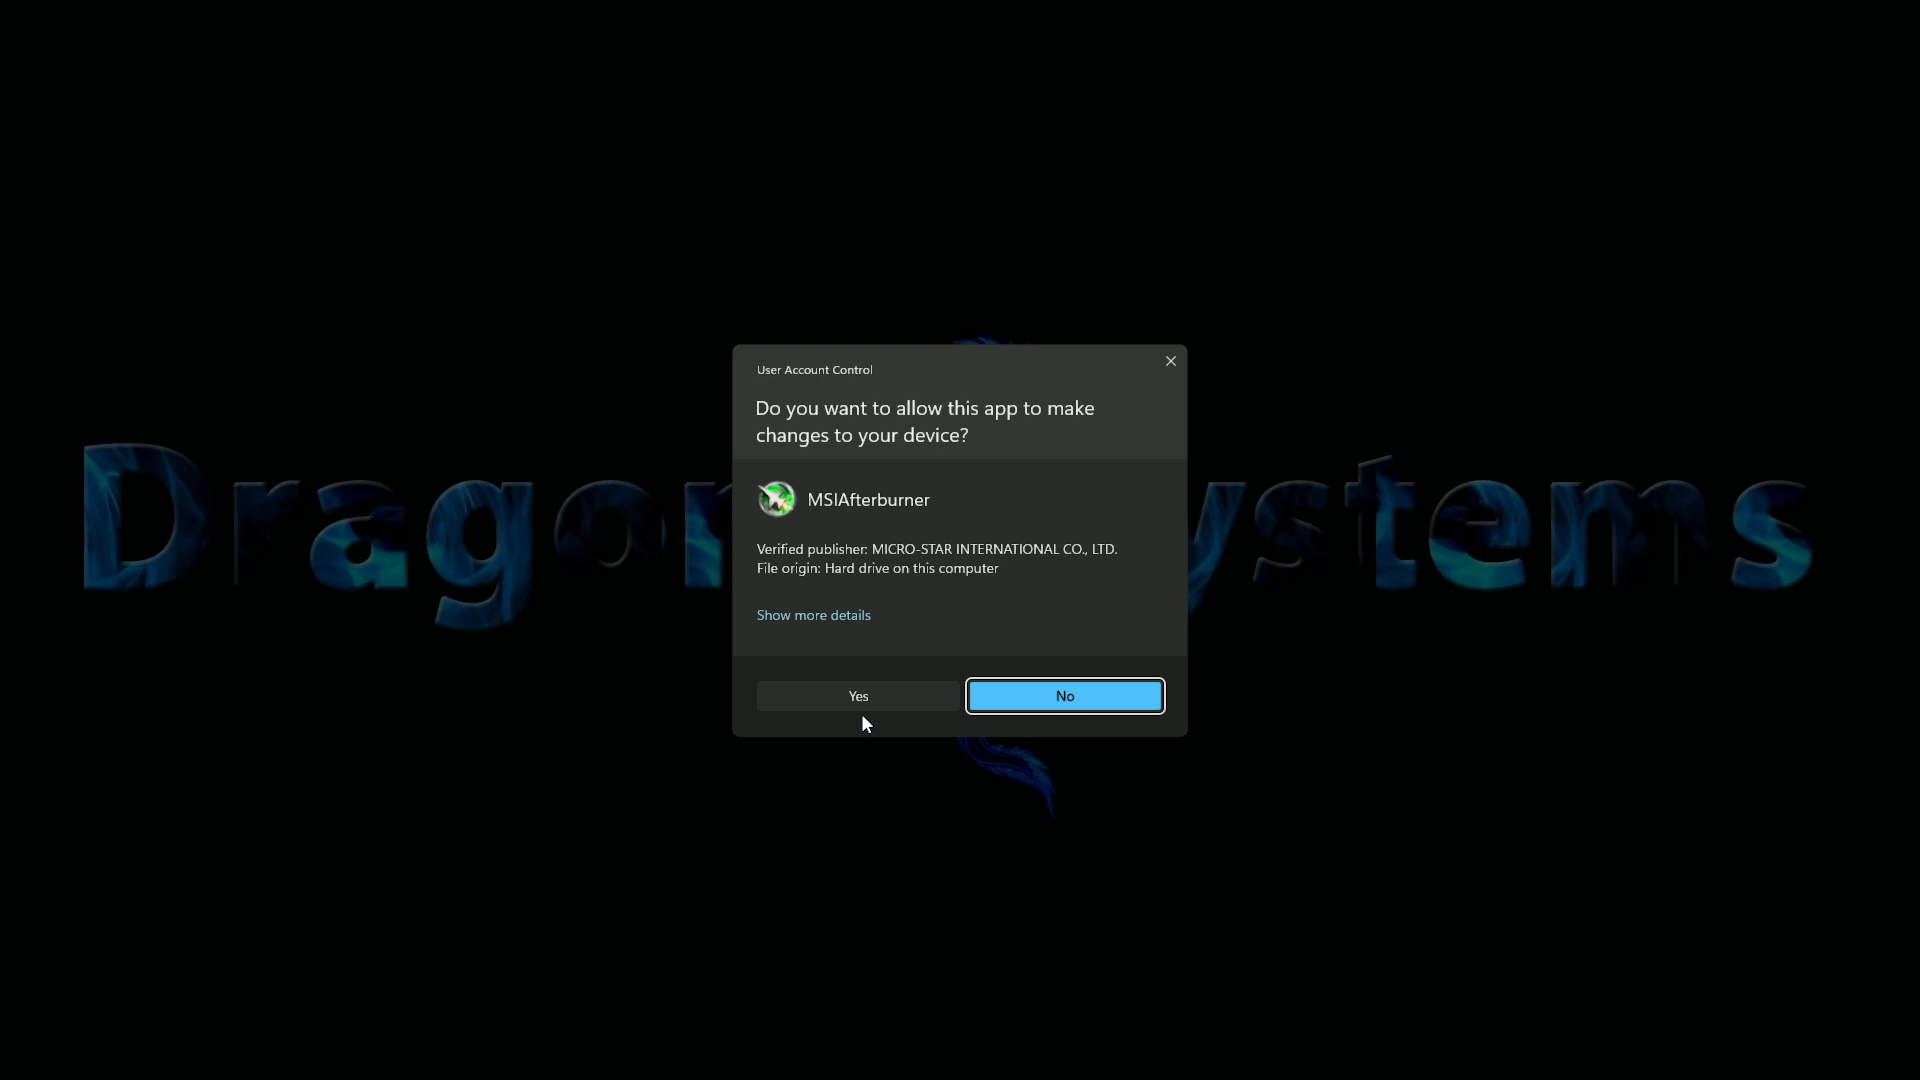 User Account Control
Do you want to allow this app to make
changes to your device?
MSIAfterburner
Verified publisher: MICRO-STAR INTERNATIONAL CO., LTD.
File origin: Hard drive on this computer
Show more details
Yes
No